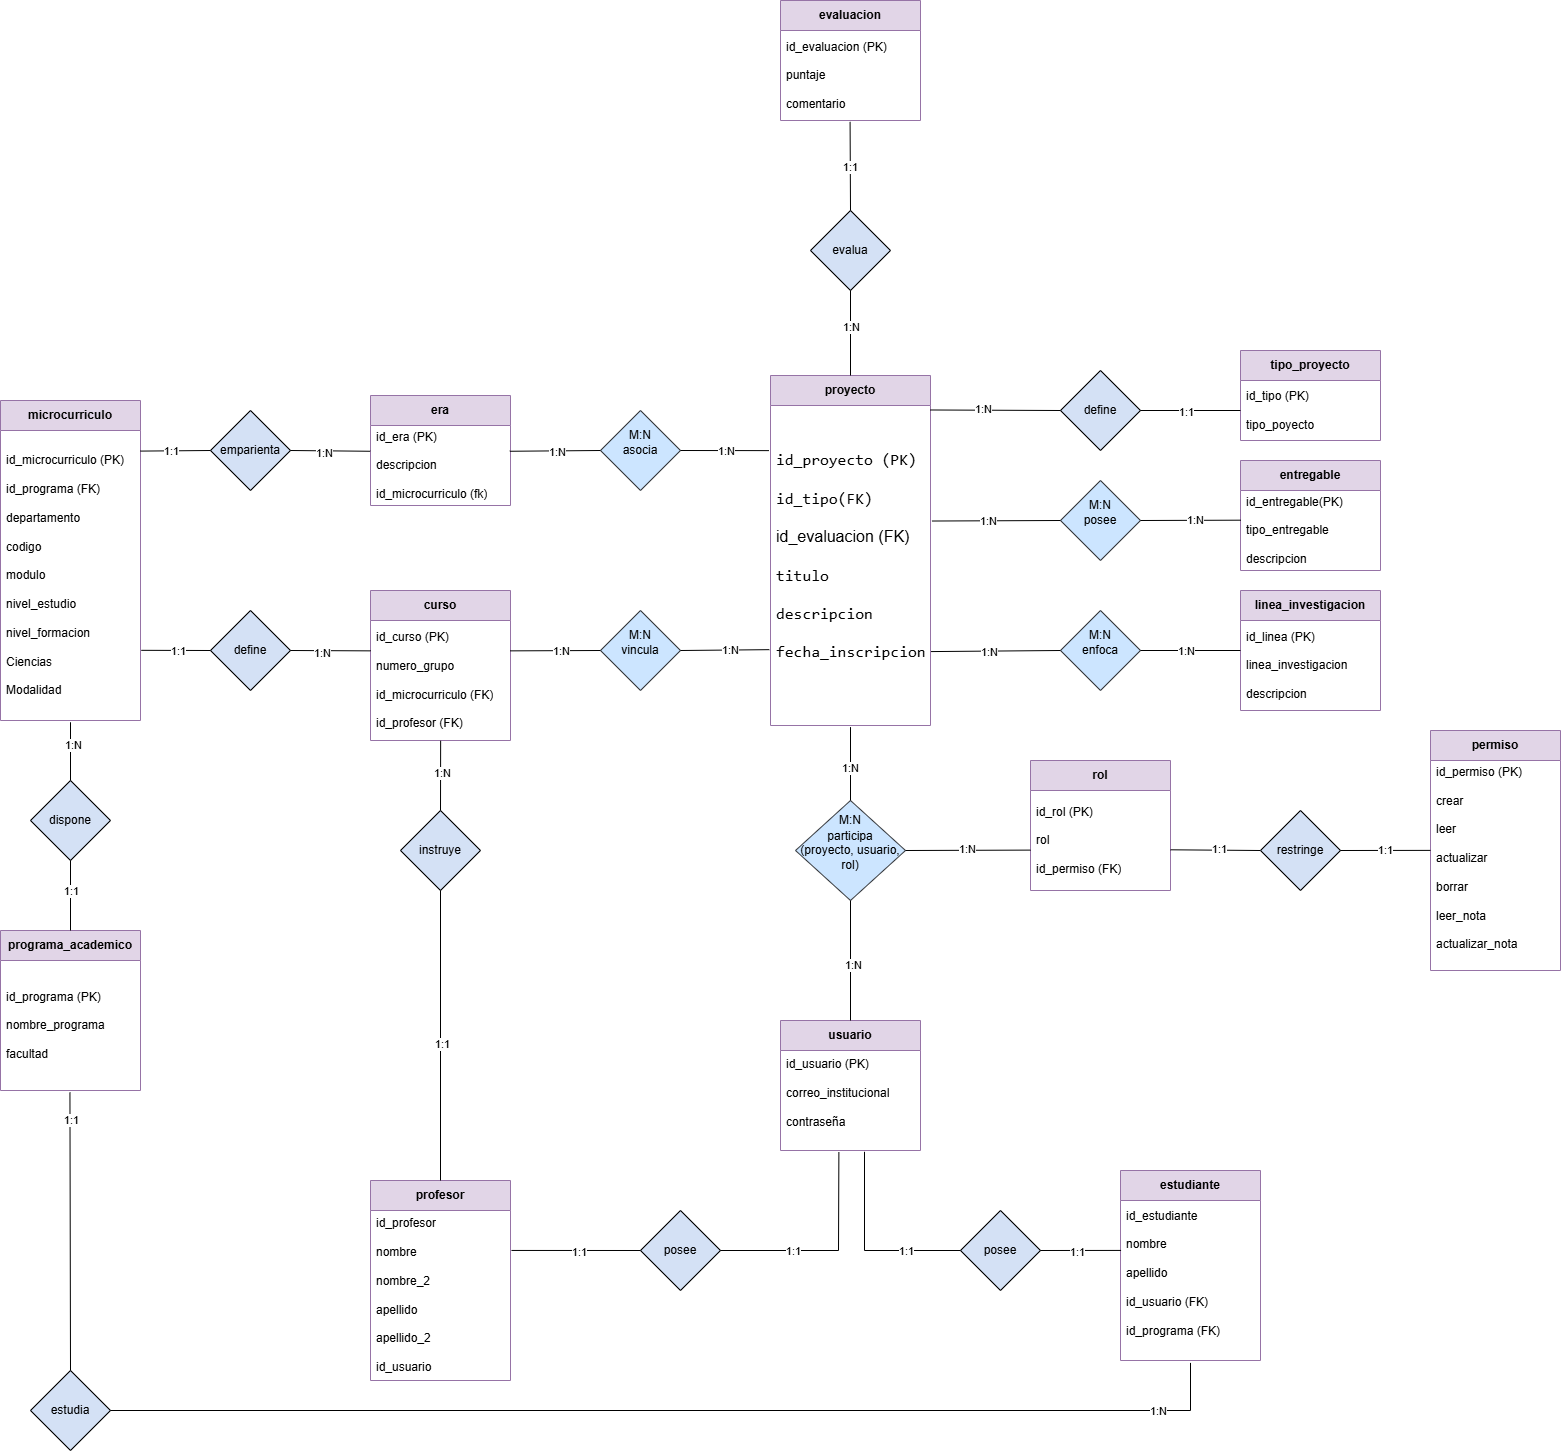 evaluacion
id_evaluacion (PK)
puntaje
comentario
1:1
evalua
1:N
microcurriculo
id_microcurriculo (PK)
id_programa (FK)
departamento
codigo
modulo
nivel_estudio
nivel_formacion
Ciencias
Modalidad
1:1
emparienta
1:N
era
id_era (PK)
descripcion
id_microcurriculo (fk)
1:N
M:N
asocia
1:N
proyecto
id_proyecto (PK)
id_tipo(FK)
id_evaluacion (FK)
titulo
descripcion
fecha_inscripcion
1:N
define
1:1
tipo_proyecto
id_tipo (PK)
tipo_poyecto
1:N
M:N
posee
1:N
entregable
id_entregable(PK)
tipo_entregable
descripcion
1:N
M:N
enfoca
1:N
linea_investigacion
id_linea (PK)
linea_investigacion
descripcion
1:1
define
1:N
curso
id_curso (PK)
numero_grupo
id_microcurriculo (FK)
id_profesor (FK)
1:N
M:N
vincula
1:N
1:N
dispone
1:1
programa_academico
id_programa (PK)
nombre_programa
facultad
1:1
estudia
1:N
1:N
instruye
1:1
1:N
M:N
participa
(proyecto, usuario,
rol)
1:N
rol
id_rol (PK)
rol
id_permiso (FK)
1:1
restringe
1:1
permiso
id_permiso (PK)
crear
leer
actualizar
borrar
leer_nota
actualizar_nota
1:N
usuario
id_usuario (PK)
correo_institucional
contraseña
profesor
id_profesor
nombre
nombre_2
apellido
apellido_2
id_usuario
1:1
posee
1:1
1:1
posee
1:1
estudiante
id_estudiante
nombre
apellido
id_usuario (FK)
id_programa (FK)